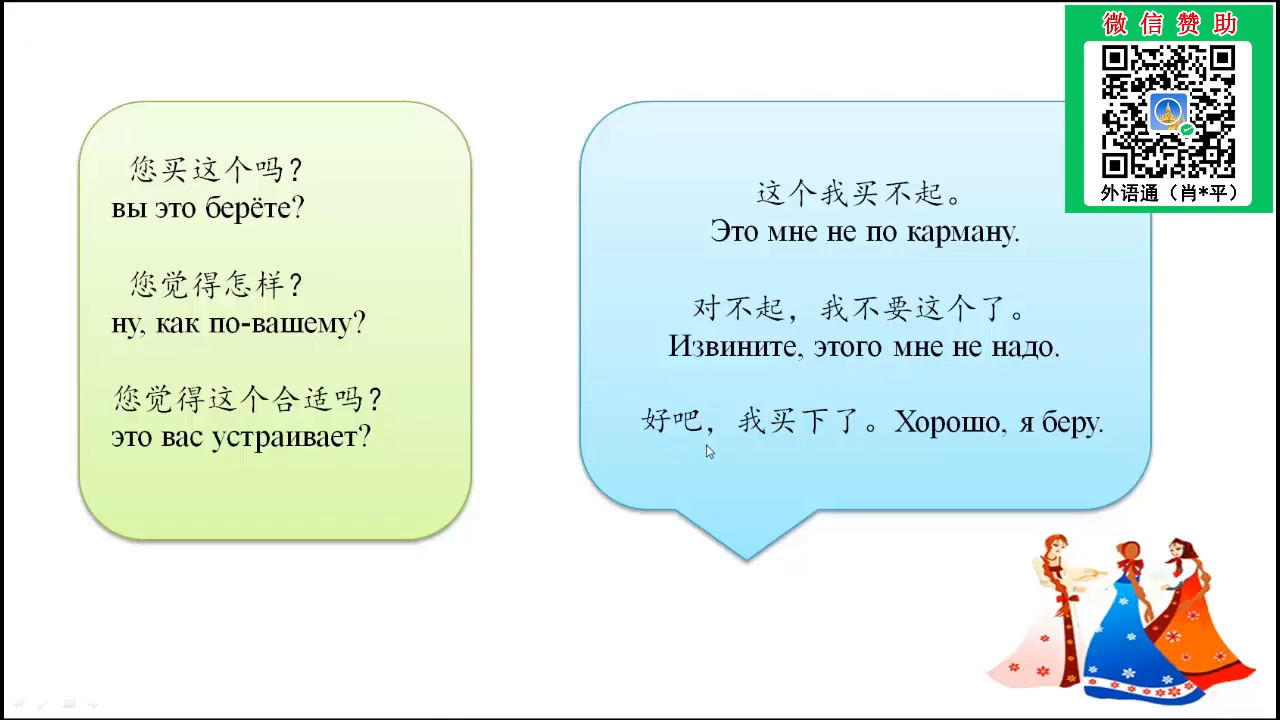 微信赞助
外语通（肖*平）
您买这个吗？
вы это берёте?
您觉得怎样？
ну, как по-вашему?
您觉得这个合适吗？
это вас устраивает?
这个我买不起。
Это мне не по карману.
对不起，我不要这个了。
Извините, этого мне не надо.
好吧，我买下了。Хорошо, я беру.